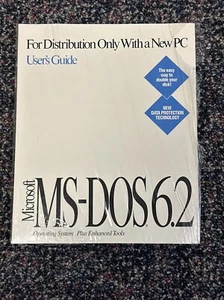 For Distribution Only With a New PC
User's Guide
The easy
way to
double your
disk!
NEW
DATA PROTECTION
TECHNOLOGY
Microsoft
MS-DOS 6.2
Operating System Plus Enhanced Tools